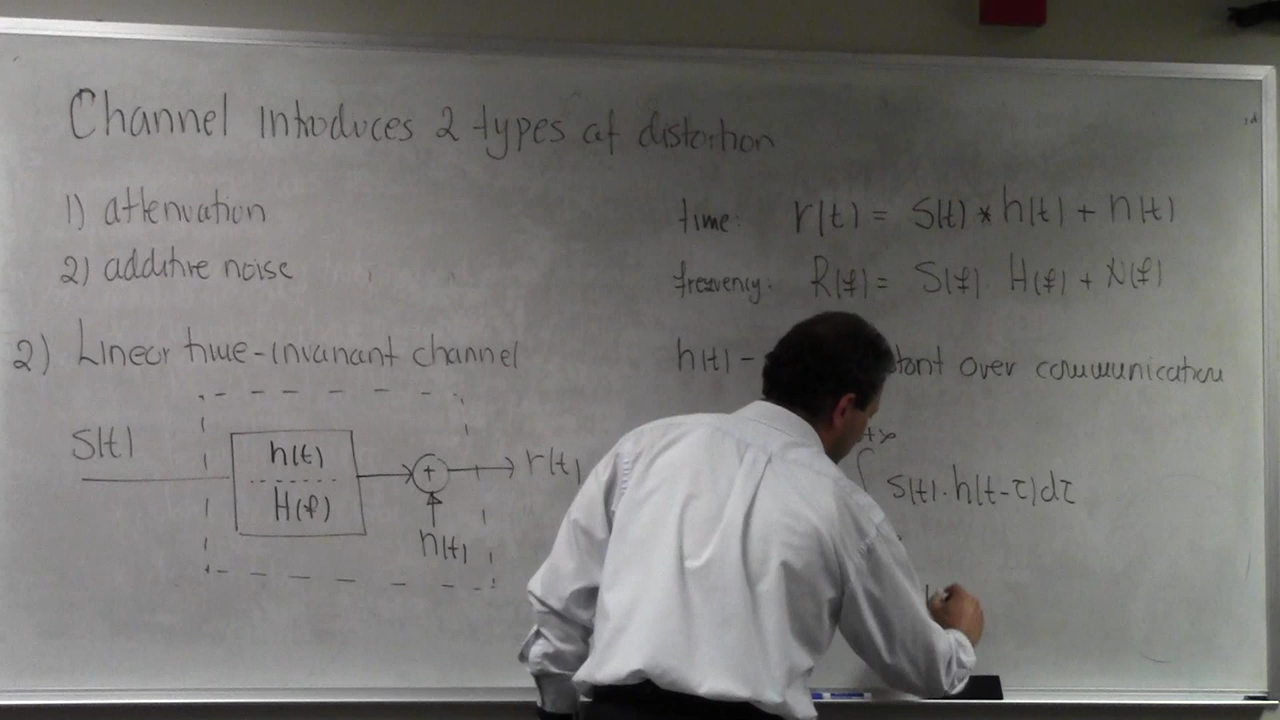 Channel introduces 2 types of distortion
1) attenuation
2) additive noise
time: r(t) = s(t) * h(t) + n(t)
frequency: R(f) = S(f) · H(f) + N(f)
2) Linear time-invariant channel
h(t) - over communication
s(t)
h(t)
H(f)
+
r(t)
n(t)
+∞
∫ s(t)·h(t-τ)dτ